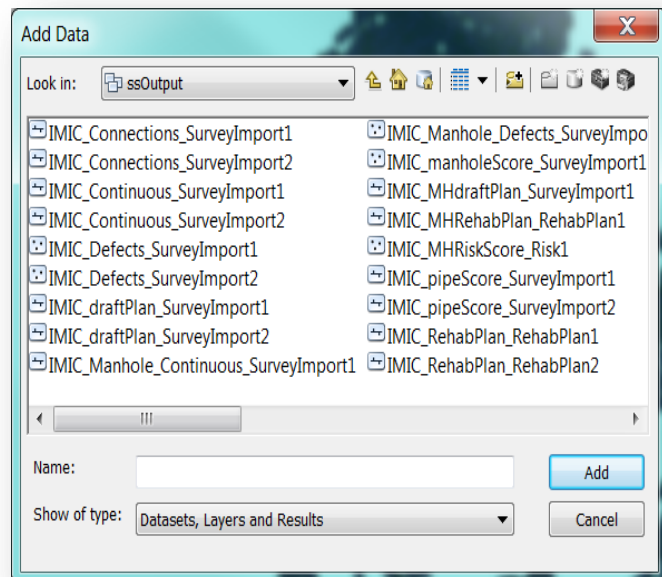 Add Data
X
Look in: ssOutput
IMIC_Connections_SurveyImport1
IMIC_Connections_SurveyImport2
IMIC_Continuous_SurveyImport1
IMIC_Continuous_SurveyImport2
IMIC_Defects_SurveyImport1
IMIC_Defects_SurveyImport2
IMIC_draftPlan_SurveyImport1
IMIC_draftPlan_SurveyImport2
IMIC_Manhole_Continuous_SurveyImport1
IMIC_Manhole_Defects_SurveyImpo
IMIC_manholeScore_SurveyImport1
IMIC_MHdraftPlan_SurveyImport1
IMIC_MHRehabPlan_RehabPlan1
IMIC_MHRiskScore_Risk1
IMIC_pipeScore_SurveyImport1
IMIC_pipeScore_SurveyImport2
IMIC_RehabPlan_RehabPlan1
IMIC_RehabPlan_RehabPlan2
Name:
Add
Show of type: Datasets, Layers and Results
Cancel